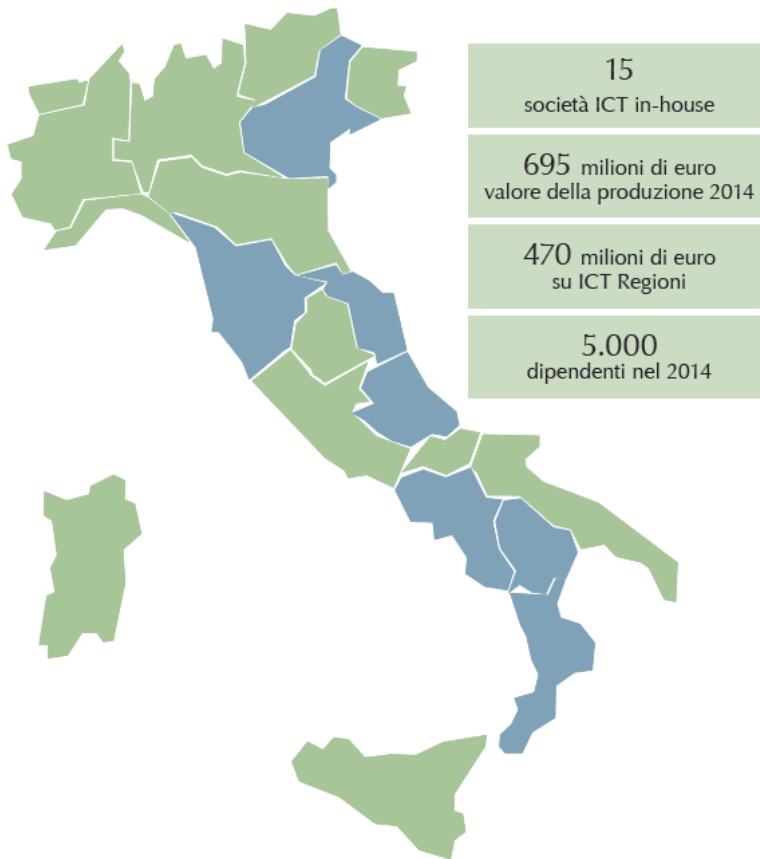 15
società ICT in-house
695 milioni di euro
valore della produzione 2014
470 milioni di euro
su ICT Regioni
5.000
dipendenti nel 2014